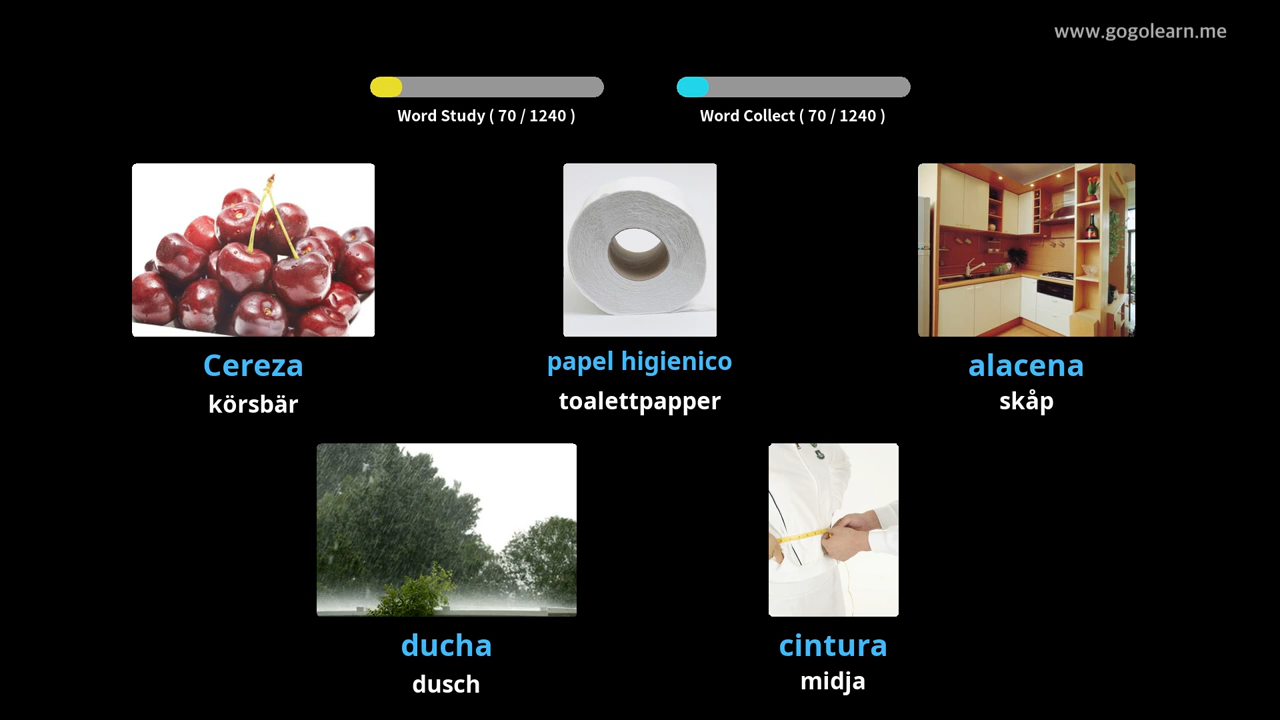 www.gogolearn.me
Word Study ( 70 / 1240 )
Word Collect ( 70 / 1240 )
Cereza
körsbär
papel higienico
toalettpapper
alacena
skåp
ducha
dusch
cintura
midja